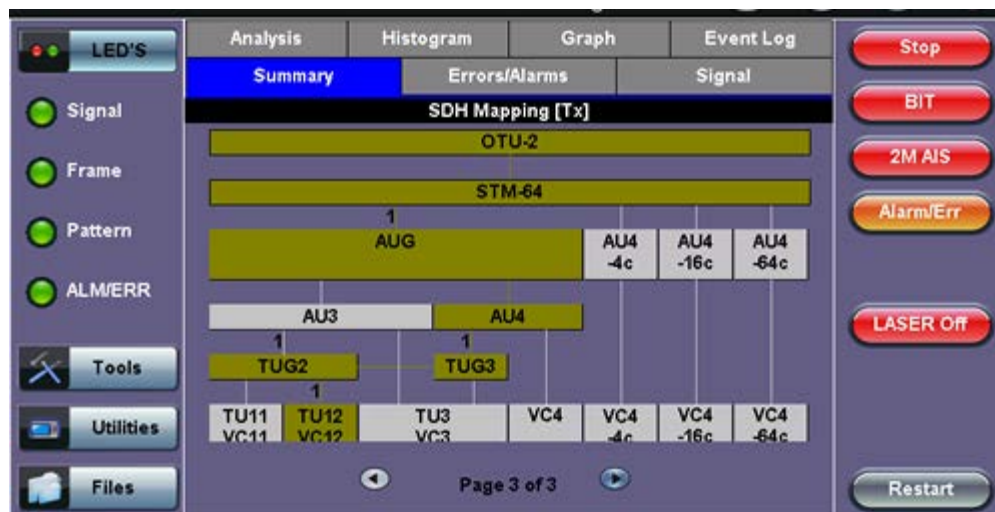 LED'S
Signal
Frame
Pattern
ALM/ERR
Tools
Utilities
Files
Analysis Histogram Graph Event Log
Summary Errors/Alarms Signal
SDH Mapping [Tx]
OTU-2
STM-64
1
AUG AU4 AU4 AU4
-4c -16c -64c
AU3 AU4
1 1
TUG2 TUG3
1
TU11 TU12 TU3 VC4 VC4 VC4 VC4
VC11 VC12 VC3 -4c -16c -64c
Page 3 of 3
Stop
BIT
2M AIS
Alarm/Err
LASER Off
Restart